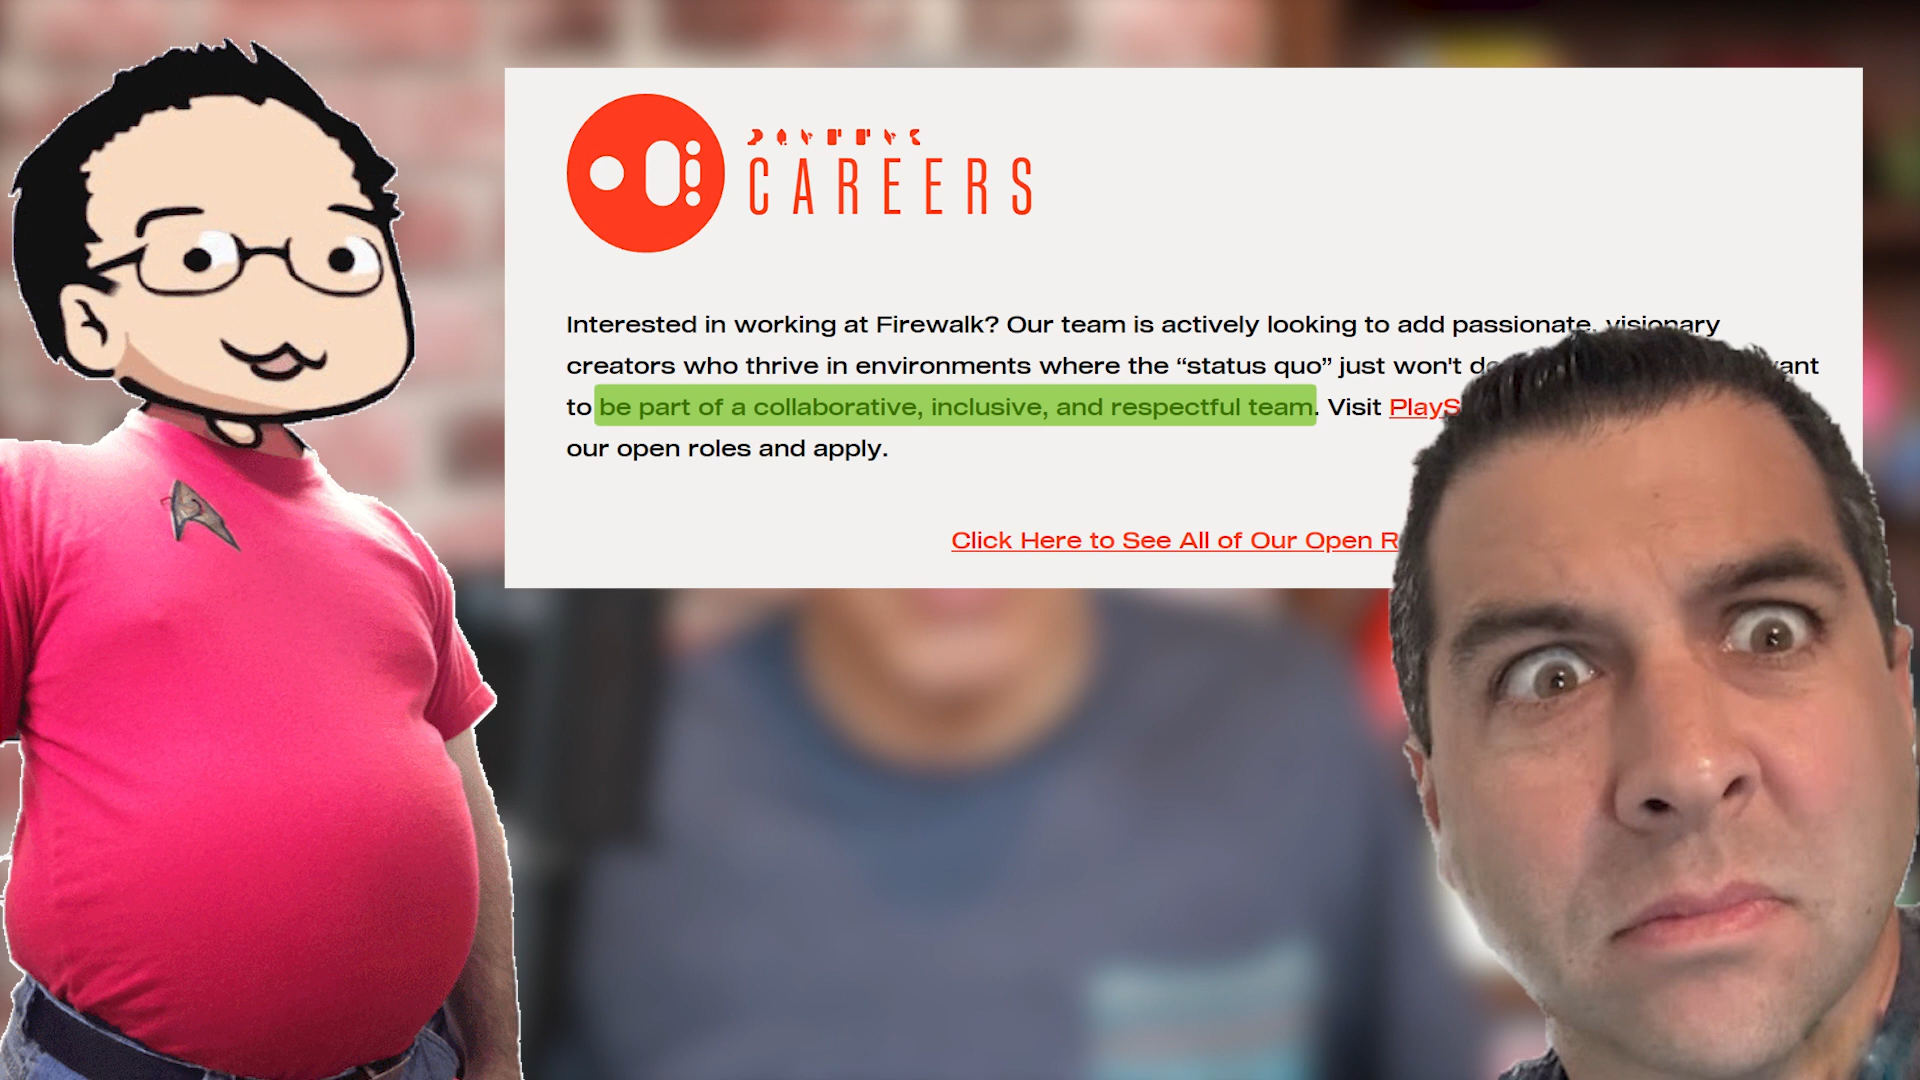 CAREERS
Interested in working at Firewalk? Our team is actively looking to add passionate, visionary
creators who thrive in environments where the “status quo” just won't
to be part of a collaborative, inclusive, and respectful team. Visit PlayS
our open roles and apply.
Click Here to See All of Our Open R